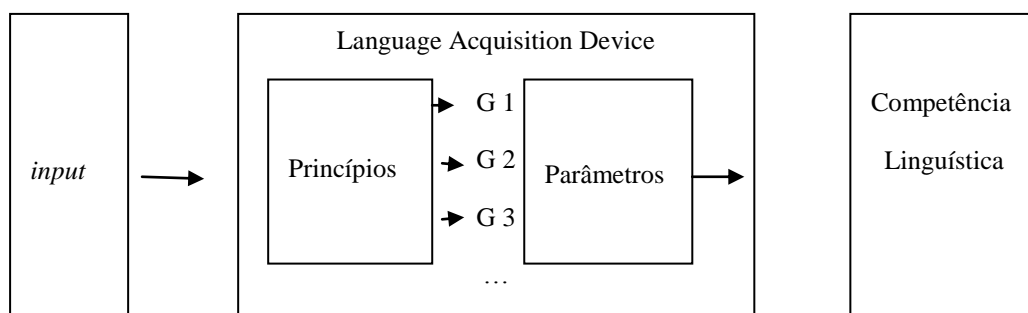 Language Acquisition Device
input
Princípios
G 1
G 2
G 3
...
Parâmetros
Competência
Linguística